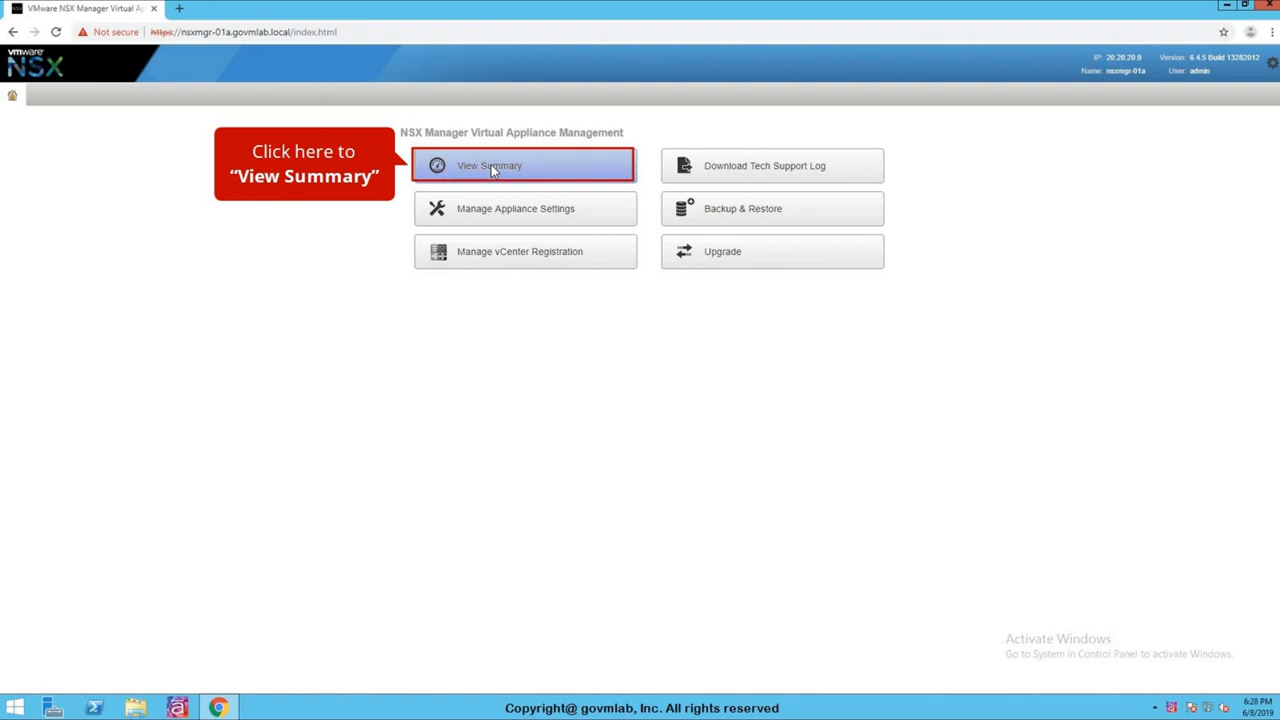 VMware NSX Manager Virtual Ap
Not secure
https://nsxmgr-01a.govmlab.local/index.html
vmware
NSX
IP: 20.20.20.9
Version: 6.4.5 Build 13282012
Name: nsxmgr-01a
User: admin
NSX Manager Virtual Appliance Management
Click here to
“View Summary”
View Summary
Download Tech Support Log
Manage Appliance Settings
Backup & Restore
Manage vCenter Registration
Upgrade
Activate Windows
Go to System in Control Panel to activate Windows.
Copyright@ govmlab, Inc. All rights reserved
6:28 PM
6/8/2019